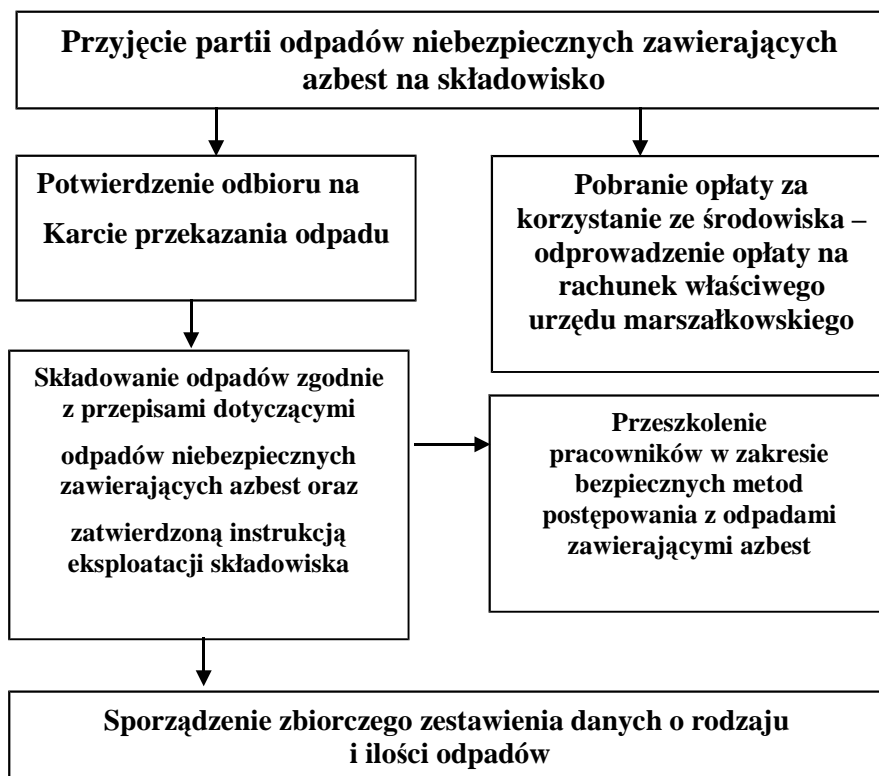 Przyjęcie partii odpadów niebezpiecznych zawierających
azbest na składowisko
Potwierdzenie odbioru na
Karcie przekazania odpadu
Pobranie opłaty za
korzystanie ze środowiska –
odprowadzenie opłaty na
rachunek właściwego
urzędu marszałkowskiego
Składowanie odpadów zgodnie
z przepisami dotyczącymi
odpadów niebezpiecznych
zawierających azbest oraz
zatwierdzoną instrukcją
eksploatacji składowiska
Przeszkolenie
pracowników w zakresie
bezpiecznych metod
postępowania z odpadami
zawierającymi azbest
Sporządzenie zbiorczego zestawienia danych o rodzaju
i ilości odpadów